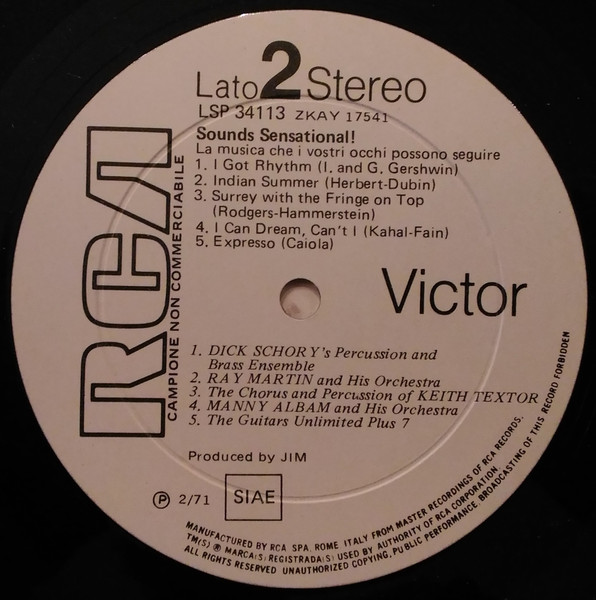 Lato 2 Stereo
LSP 34113 ZKAY 17541
Sounds Sensational!
La musica che i vostri occhi possono seguire
1. I Got Rhythm (I. and G. Gershwin)
2. Indian Summer (Herbert-Dubin)
3. Surrey with the Fringe on Top
(Rodgers-Hammerstein)
4. I Can Dream, Can't I (Kahal-Fain)
5. Expresso (Caiola)
RCA
CAMPIONE NON COMMERCIABILE
Victor
1. DICK SCHORY's Percussion and
Brass Ensemble
2. RAY MARTIN and His Orchestra
3. The Chorus and Percussion of KEITH TEXTOR
4. MANNY ALBAM and His Orchestra
5. The Guitars Unlimited Plus 7
Produced by JIM
Ⓟ 2/71 SIAE
MANUFACTURED BY RCA SPA, ROME, ITALY FROM MASTER RECORDINGS OF RCA RECORDS.
TM(S) ® MARCA(S) REGISTRADA(S) USED BY AUTHORITY OF RCA CORPORATION
ALL RIGHTS RESERVED UNAUTHORIZED COPYING, PUBLIC PERFORMANCE, BROADCASTING OF THIS RECORD FORBIDDEN